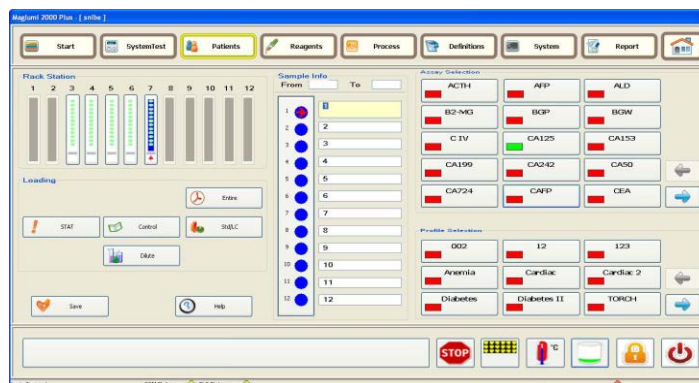 Maglumi 2000 Plus - [ snibe ]
Start SystemTest Patients Reagents Process Definitions System Report
Rack Station
1 2 3 4 5 6 7 8 9 10 11 12
Sample Info
From To
1 1
2 2
3 3
4 4
5 5
6 6
7 7
8 8
9 9
10 10
11 11
12 12
Assay Selection
ACTH AFP ALD
B2-MG BGP BGW
C IV CA125 CA153
CA199 CA242 CA50
CA724 CAFP CEA
Loading
Entire
STAT Control Std/LC
Dilute
Save Help
Profile Selection
002 12 123
Anemia Cardiac Cardiac 2
Diabetes Diabetes II TORCH
STOP °C